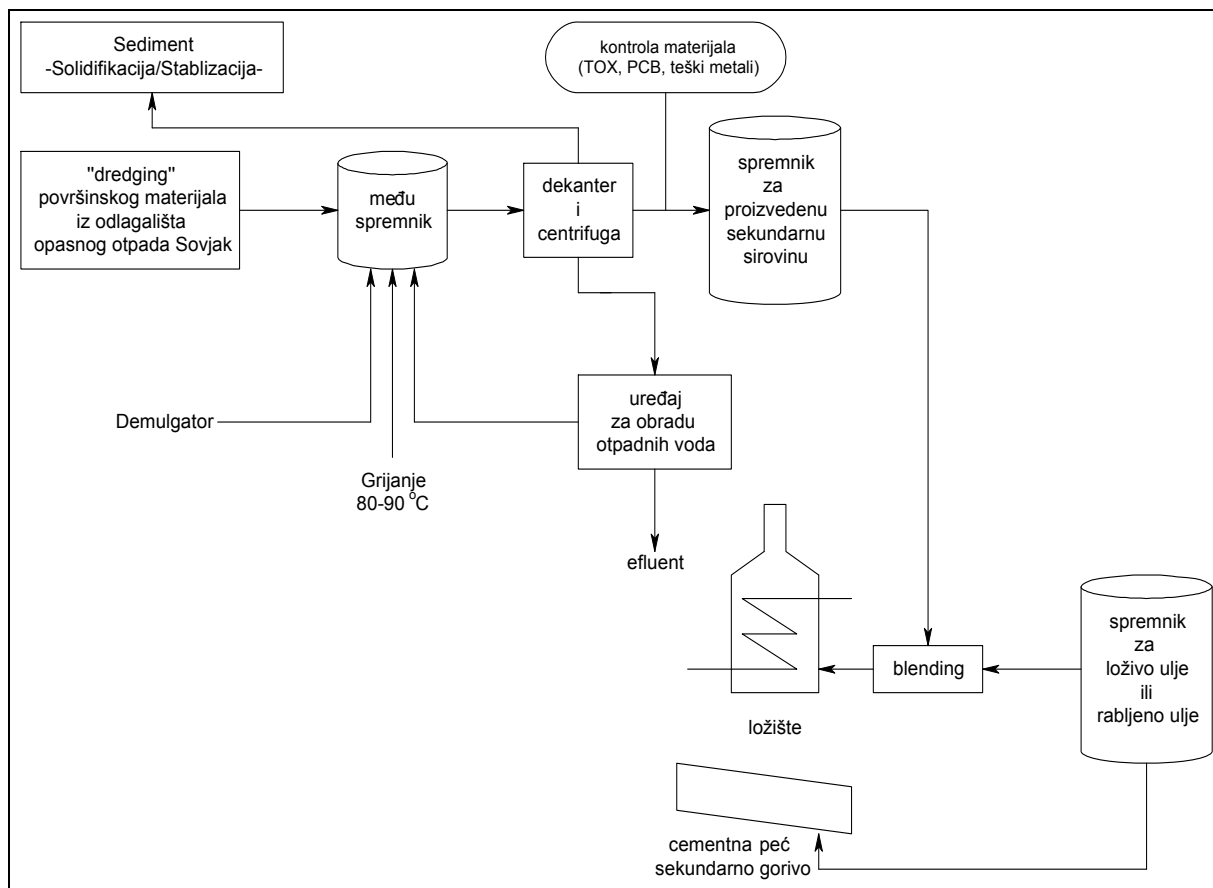 Sediment
-Solidifikacija/Stablizacija-
kontrola materijala
(TOX, PCB, teški metali)
"dredging"
površinskog materijala
iz odlagališta
opasnog otpada Sovjak
među
spremnik
dekanter
i
centrifuga
spremnik
za
proizvedenu
sekundarnu
sirovinu
Demulgator
Grijanje
80-90 °C
uređaj
za obradu
otpadnih voda
efluent
ložište
blending
spremnik
za
loživo ulje
ili
rabljeno ulje
cementna peć
sekundarno gorivo